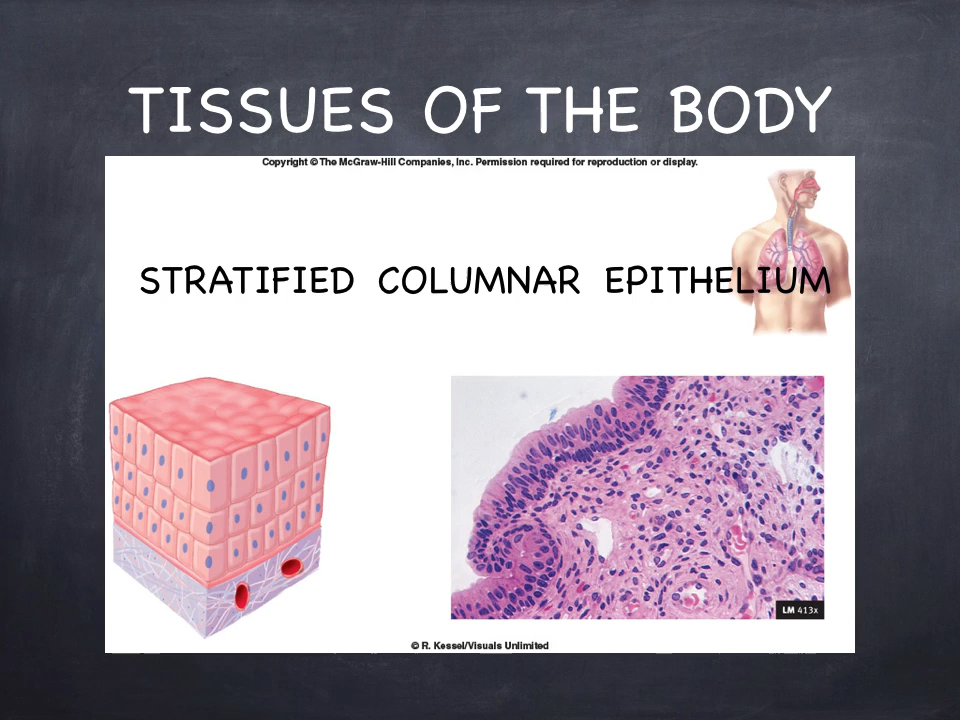 TISSUES OF THE BODY
Copyright © The McGraw-Hill Companies, Inc. Permission required for reproduction or display.
STRATIFIED COLUMNAR EPITHELIUM
LM 413x
© R. Kessel/Visuals Unlimited